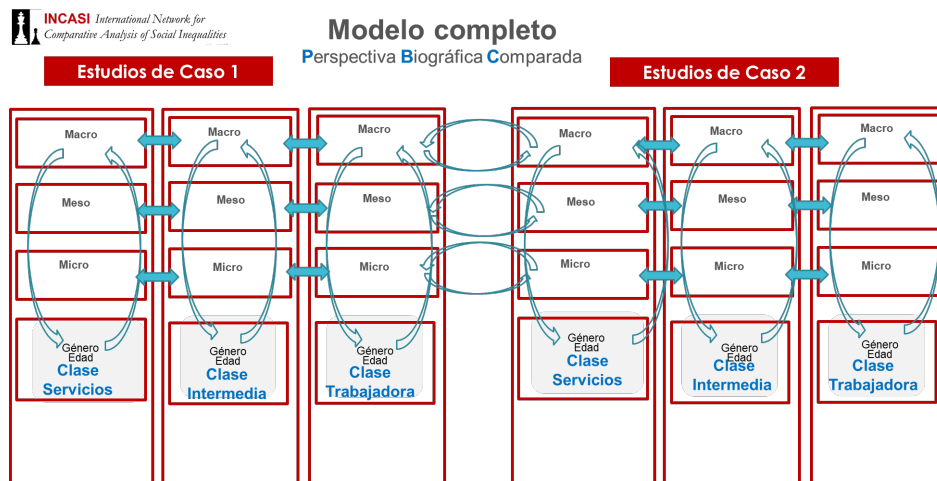 INCASI International Network for
Comparative Analysis of Social Inequalities
Modelo completo
Perspectiva Biográfica Comparada
Estudios de Caso 1
Estudios de Caso 2
Macro
Macro
Macro
Macro
Macro
Macro
Meso
Meso
Meso
Meso
Meso
Meso
Micro
Micro
Micro
Micro
Micro
Micro
Género
Edad
Clase
Servicios
Género
Edad
Clase
Intermedia
Género
Edad
Clase
Trabajadora
Género
Edad
Clase
Servicios
Género
Edad
Clase
Intermedia
Género
Edad
Clase
Trabajadora